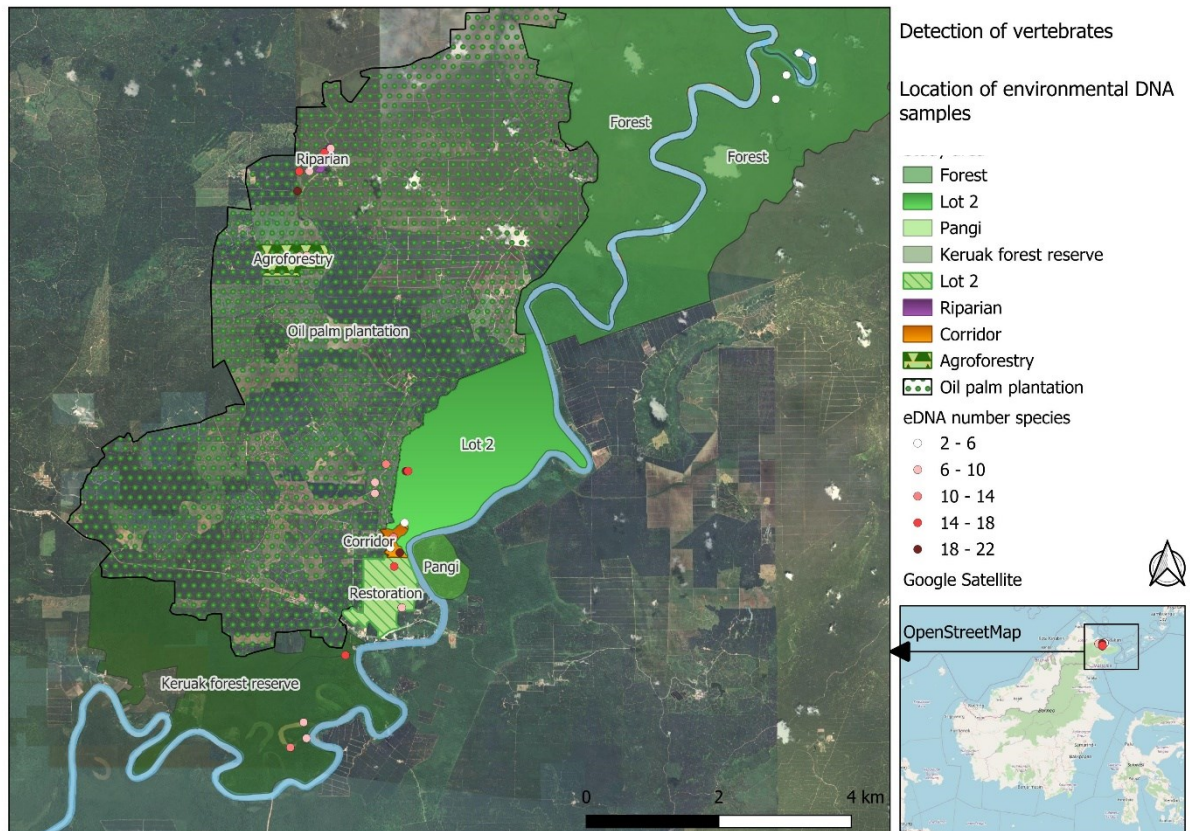 Detection of vertebrates
Location of environmental DNA
samples
Forest
Lot 2
Pangi
Keruak forest reserve
Lot 2
Riparian
Corridor
Agroforestry
Oil palm plantation
eDNA number species
2 - 6
6 - 10
10 - 14
14 - 18
18 - 22
Google Satellite
OpenStreetMap
Forest
Forest
Riparian
Agroforestry
Oil palm plantation
Lot 2
Corridor
Pangi
Restoration
Keruak forest reserve
0 2 4 km